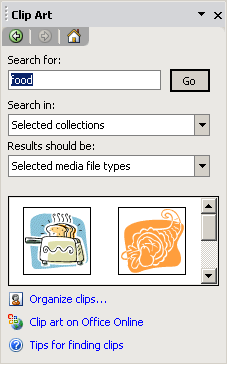 Clip Art
Search for:
food
Go
Search in:
Selected collections
Results should be:
Selected media file types
Organize clips...
Clip art on Office Online
Tips for finding clips